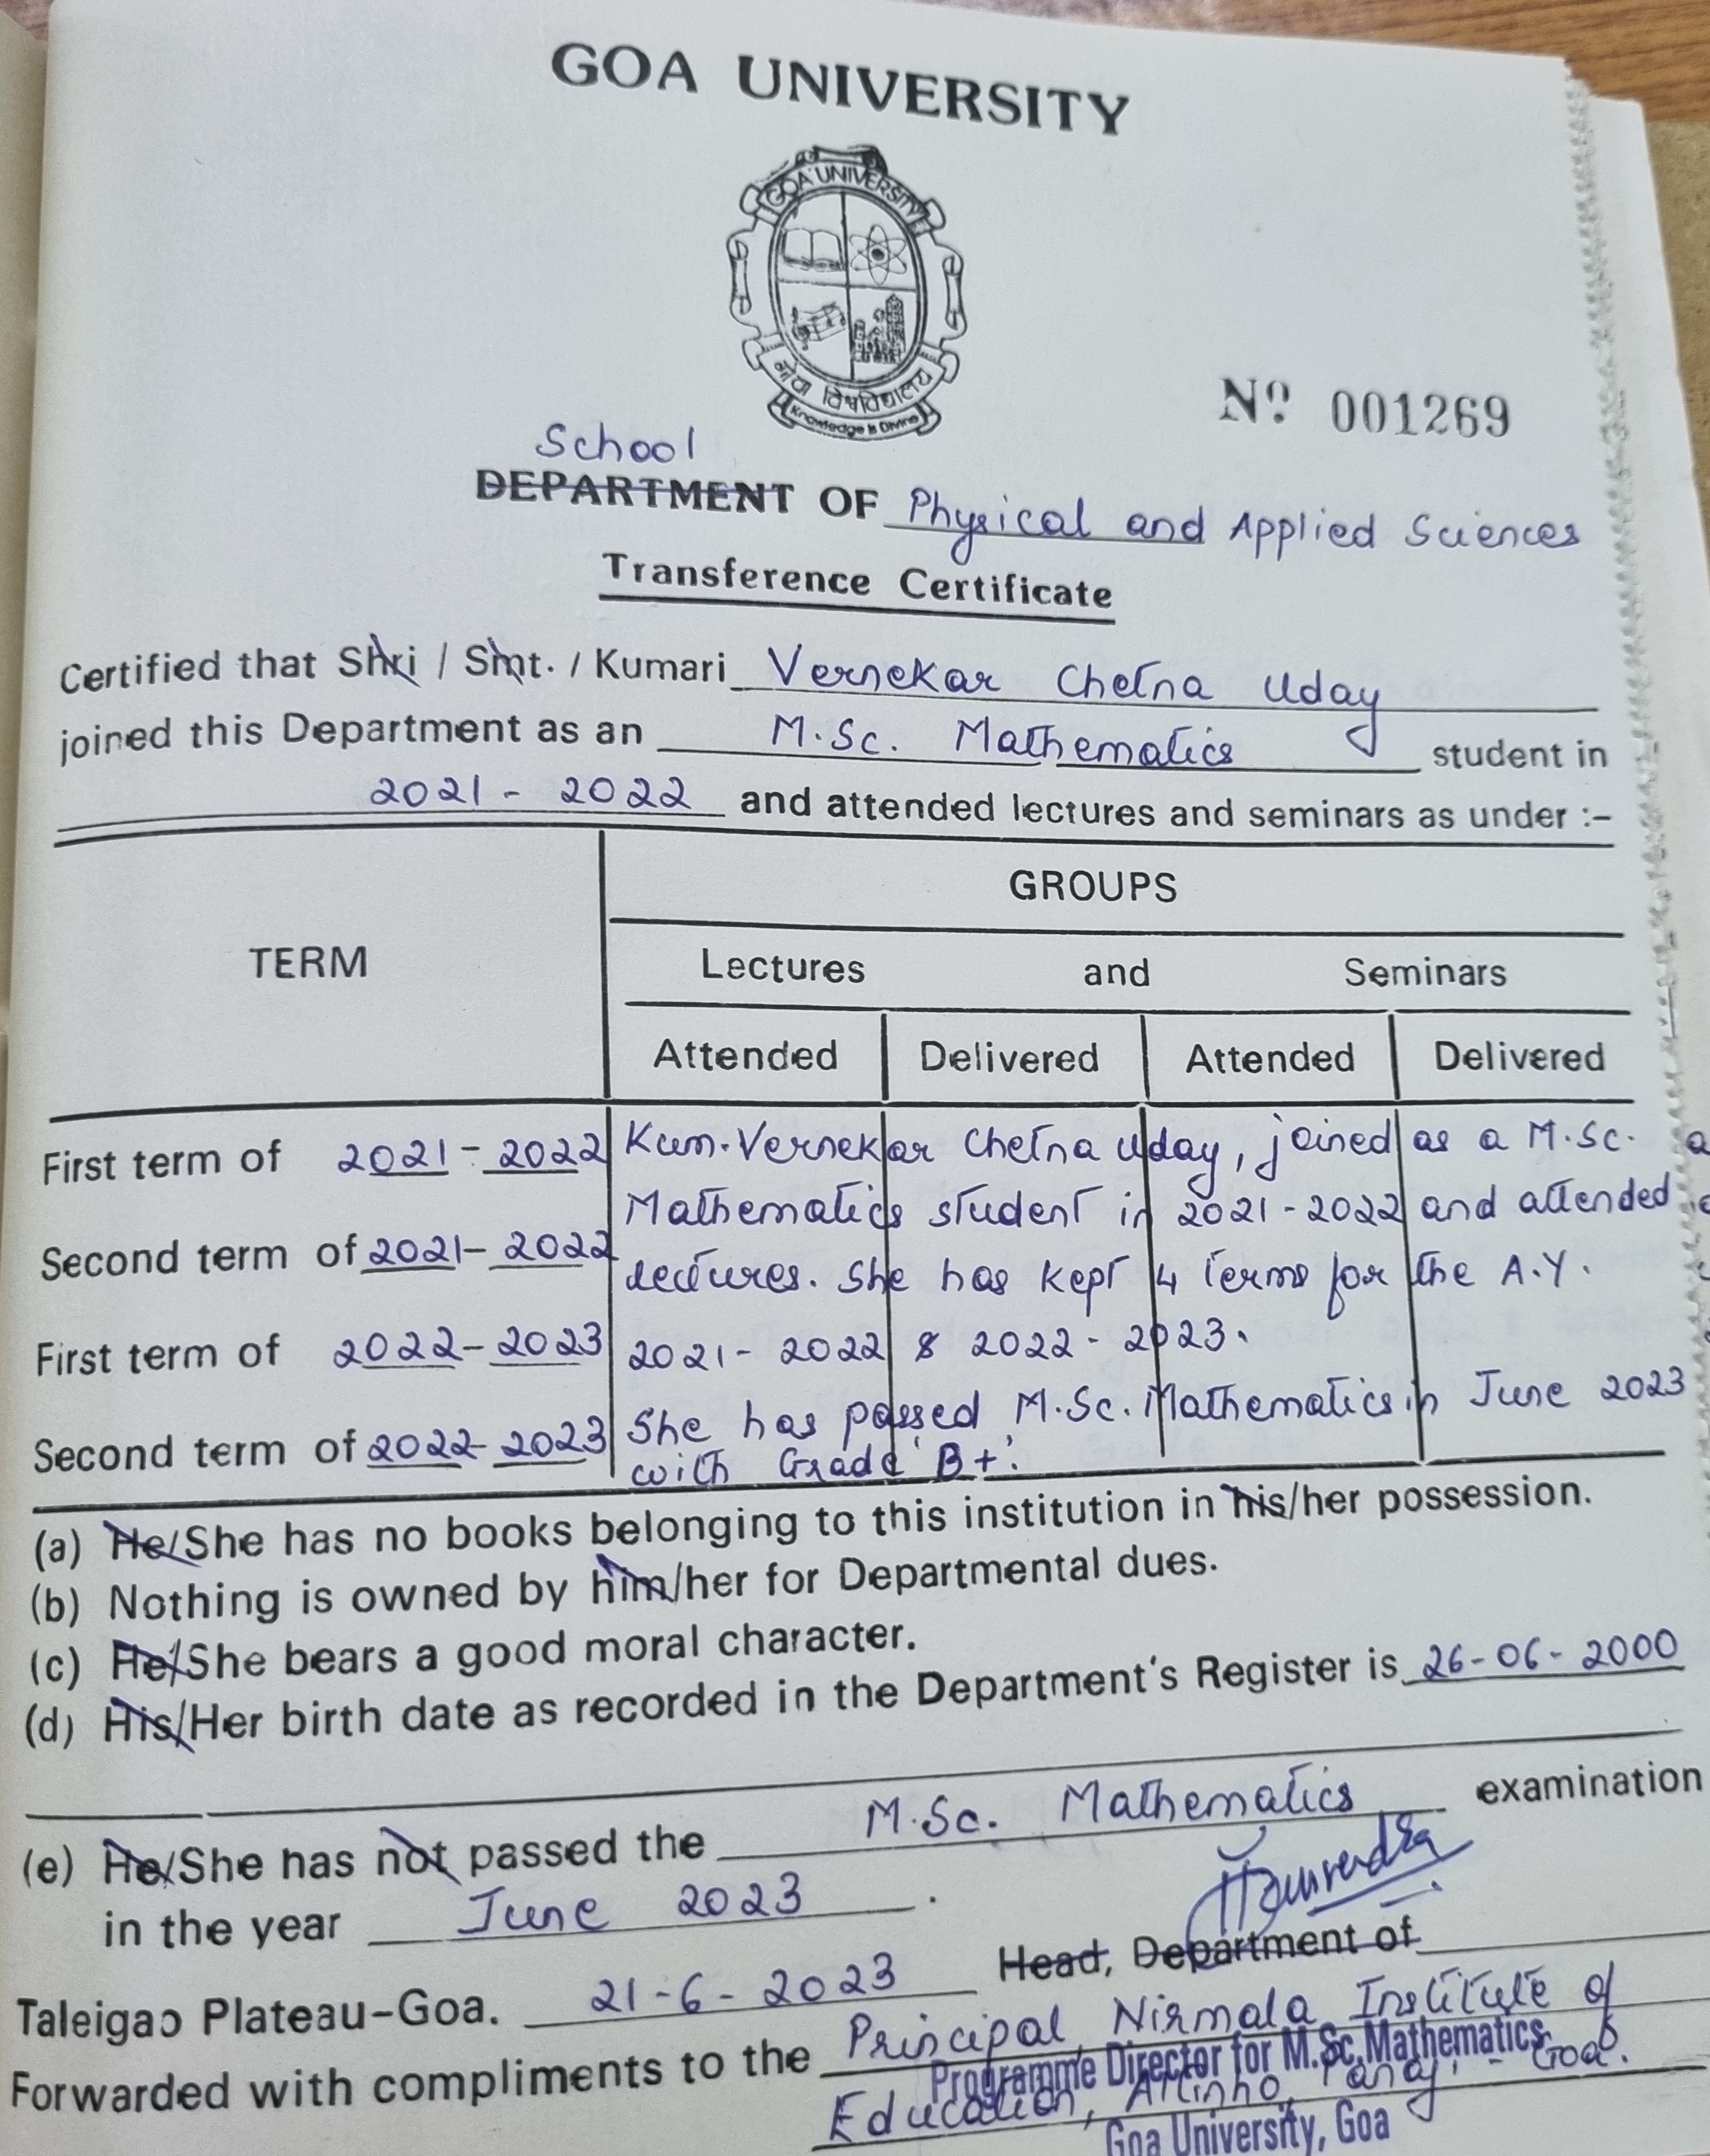 GOA UNIVERSITY
GOA UNIVERSITY
गोंय विश्वविद्यालय
Knowledge is Divine
Nº 001269
School
DEPARTMENT OF Physical and Applied Sciences
Transference Certificate
Certified that Shri / Smt. / Kumari Vernekar Chetna Uday
joined this Department as an M.Sc. Mathematics student in
2021 - 2022 and attended lectures and seminars as under :-
TERM
GROUPS
Lectures and Seminars
Attended Delivered Attended Delivered
First term of 2021 - 2022 Kum. Vernekar Chetna Uday, joined as a M.Sc.
Second term of 2021 - 2022 Mathematics student in 2021 - 2022 and attended
lectures. She has kept 4 terms for the A.Y.
First term of 2022 - 2023 2021 - 2022 & 2022 - 2023.
Second term of 2022 - 2023 She has passed M.Sc. Mathematics in June 2023
with Grade 'B+'.
(a) He/She has no books belonging to this institution in his/her possession.
(b) Nothing is owned by him/her for Departmental dues.
(c) He/She bears a good moral character.
(d) His/Her birth date as recorded in the Department's Register is 26-06-2000
(e) He/She has not passed the M.Sc. Mathematics examination
in the year June 2023.
Head, Department of
Taleigao Plateau-Goa. 21-6-2023
Forwarded with compliments to the Principal, Nirmala Institute of
Education, Altinho, Panaji - Goa.
Programme Director for M.Sc. Mathematics
Goa University, Goa